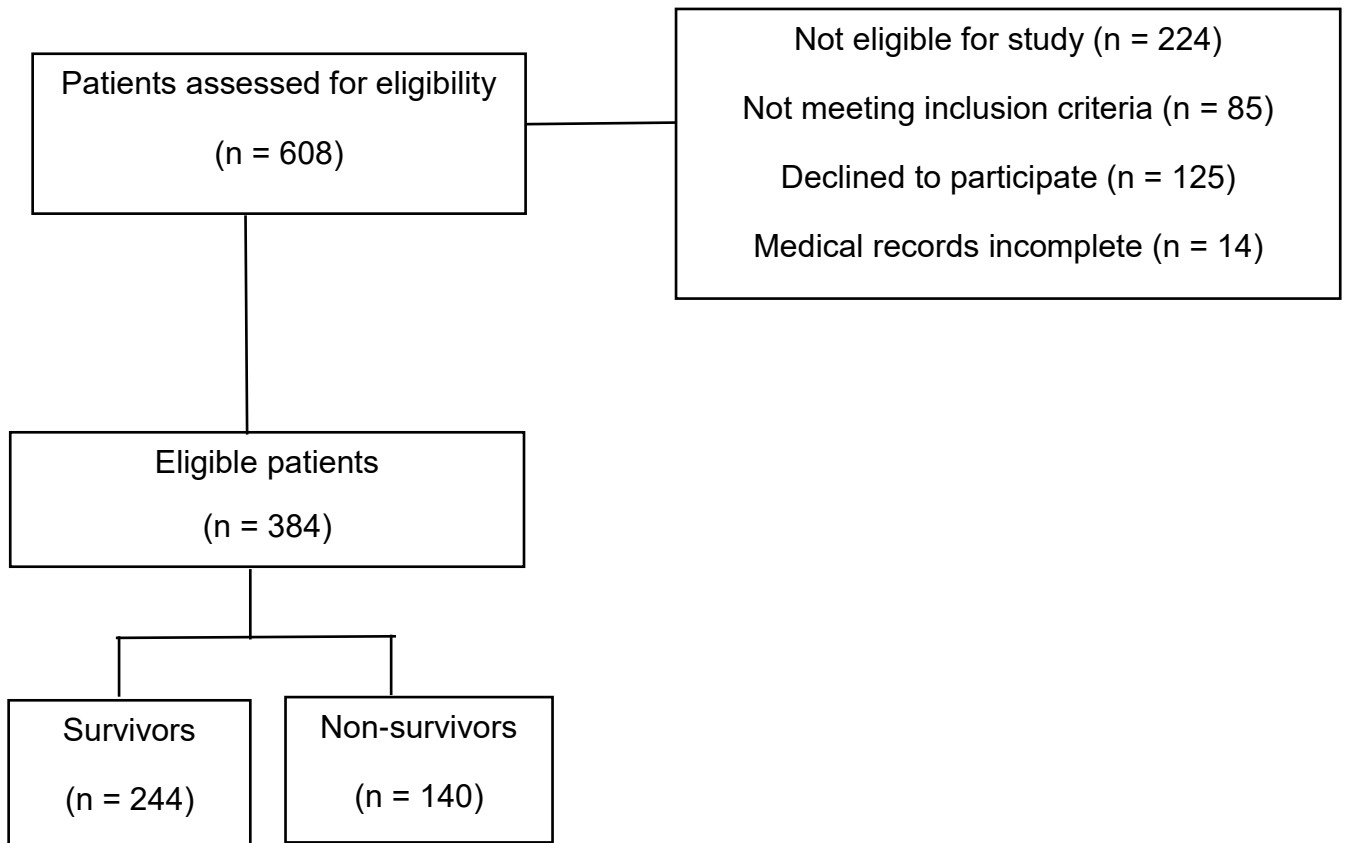 Patients assessed for eligibility
(n = 608)
Not eligible for study (n = 224)
Not meeting inclusion criteria (n = 85)
Declined to participate (n = 125)
Medical records incomplete (n = 14)
Eligible patients
(n = 384)
Survivors
(n = 244)
Non-survivors
(n = 140)